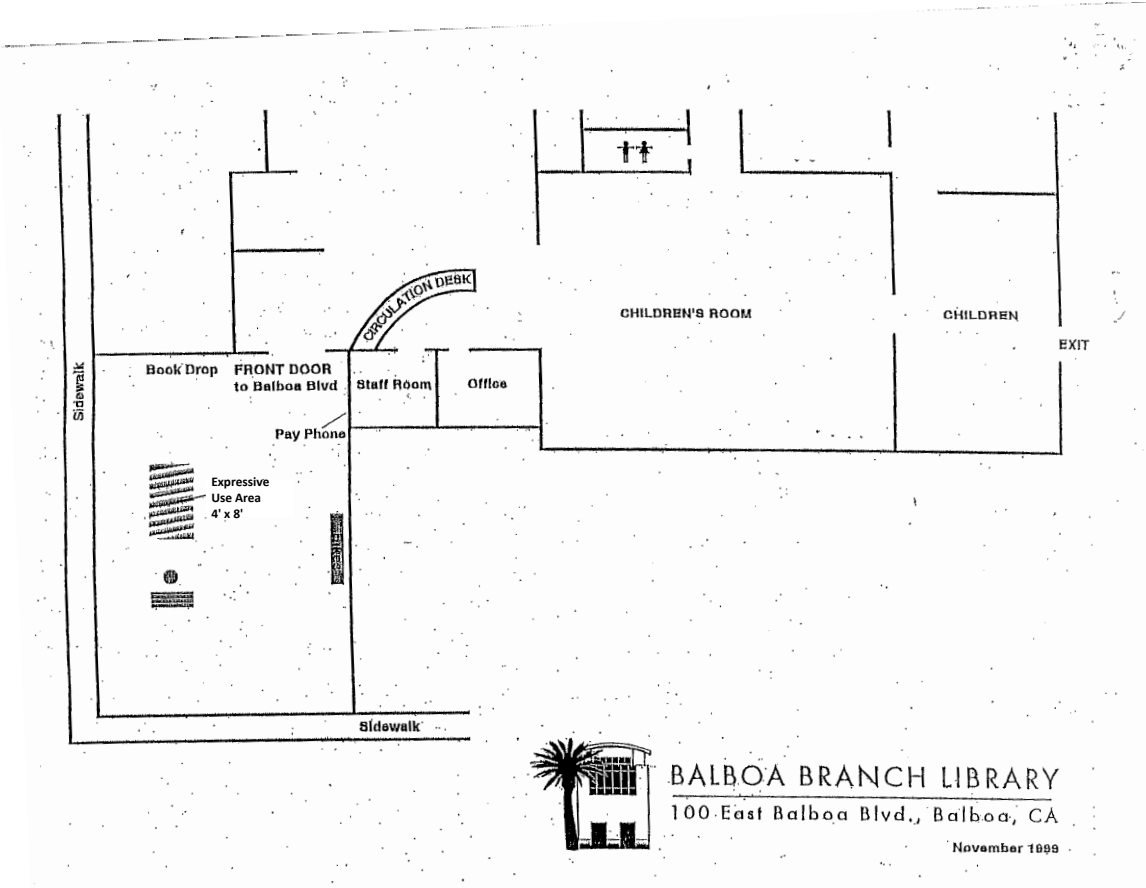 CIRCULATION DESK
CHILDREN'S ROOM
CHILDREN
EXIT
Book Drop
FRONT DOOR
to Balboa Blvd
Staff Room
Office
Sidewalk
Pay Phone
Expressive
Use Area
4' x 8'
Sidewalk
BALBOA BRANCH LIBRARY
100 East Balboa Blvd., Balboa, CA
November 1999